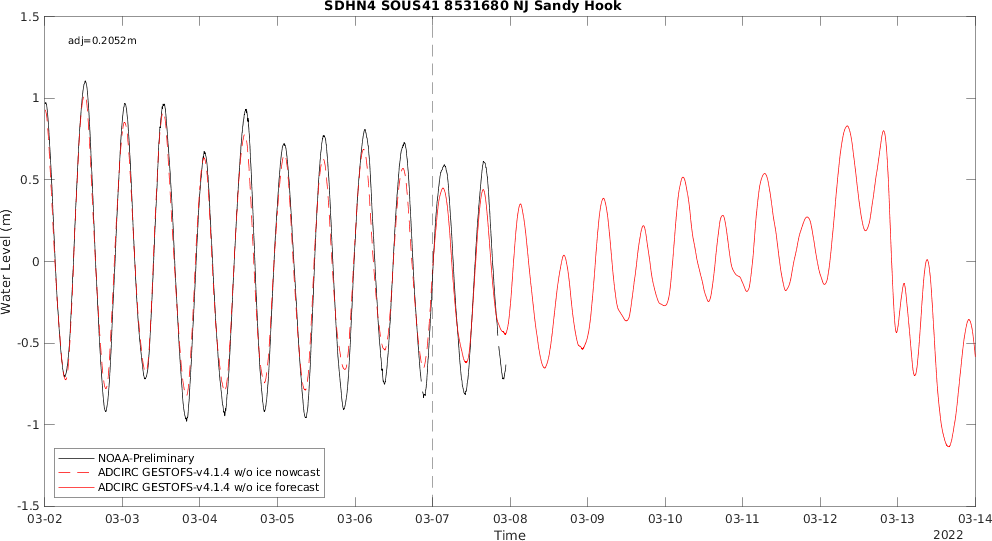 SDHN4 SOUS41 8531680 NJ Sandy Hook
adj=0.2052m
1.5
1
0.5
0
-0.5
-1
-1.5
Water Level (m)
NOAA-Preliminary
ADCIRC GESTOFS-v4.1.4 w/o ice nowcast
ADCIRC GESTOFS-v4.1.4 w/o ice forecast
03-02 03-03 03-04 03-05 03-06 03-07 03-08 03-09 03-10 03-11 03-12 03-13 03-14
Time
2022